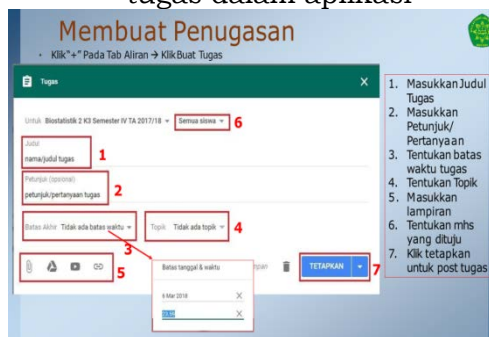 tugas dalam aplikasi
Membuat Penugasan
• Klik"+" Pada Tab Aliran → Klik Buat Tugas
Tugas
Untuk Biostatistik 2 K3 Semester IV TA 2017/18 Semua siswa 6
Judul
nama/judul tugas 1
Petunjuk (opsional)
petunjuk/pertanyaan tugas 2
Batas Akhir Tidak ada batas waktu Topik Tidak ada topik 4
3
5
Batas tanggal & waktu
6 Mar 2018
23.59
TETAPKAN 7
1. Masukkan Judul
Tugas
2. Masukkan
Petunjuk/
Pertanyaan
3. Tentukan batas
waktu tugas
4. Tentukan Topik
5. Masukkan
lampiran
6. Tentukan mhs
yang dituju
7. Klik tetapkan
untuk post tugas